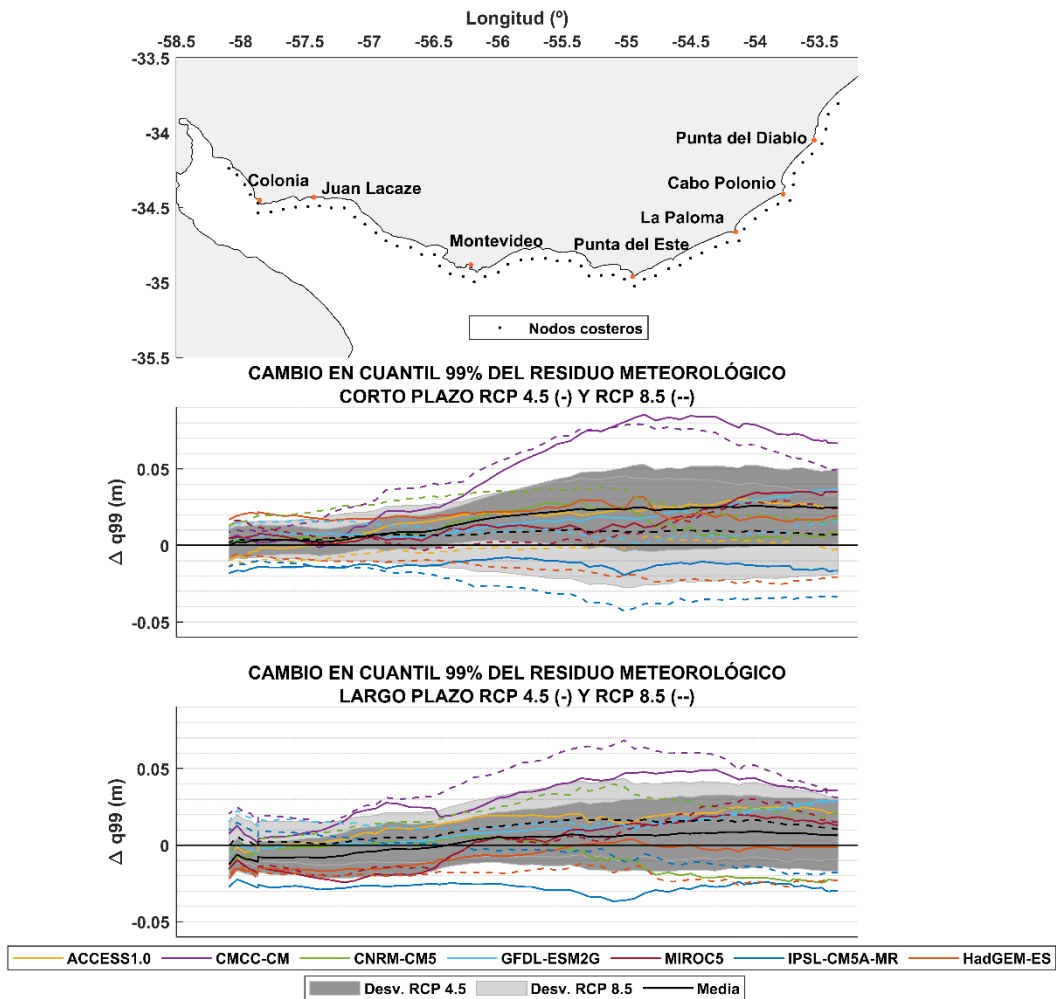 Longitud (º)
-58.5 -58 -57.5 -57 -56.5 -56 -55.5 -55 -54.5 -54 -53.5
-33.5
-34
-34.5
-35
-35.5
Punta del Diablo
Cabo Polonio
Colonia
Juan Lacaze
La Paloma
Montevideo
Punta del Este
Nodos costeros
CAMBIO EN CUANTIL 99% DEL RESIDUO METEOROLÓGICO
CORTO PLAZO RCP 4.5 (-) Y RCP 8.5 (--)
Δ q99 (m)
0.05
0
-0.05
CAMBIO EN CUANTIL 99% DEL RESIDUO METEOROLÓGICO
LARGO PLAZO RCP 4.5 (-) Y RCP 8.5 (--)
Δ q99 (m)
0.05
0
-0.05
ACCESS1.0 CMCC-CM CNRM-CM5 GFDL-ESM2G MIROC5 IPSL-CM5A-MR HadGEM-ES
Desv. RCP 4.5 Desv. RCP 8.5 Media